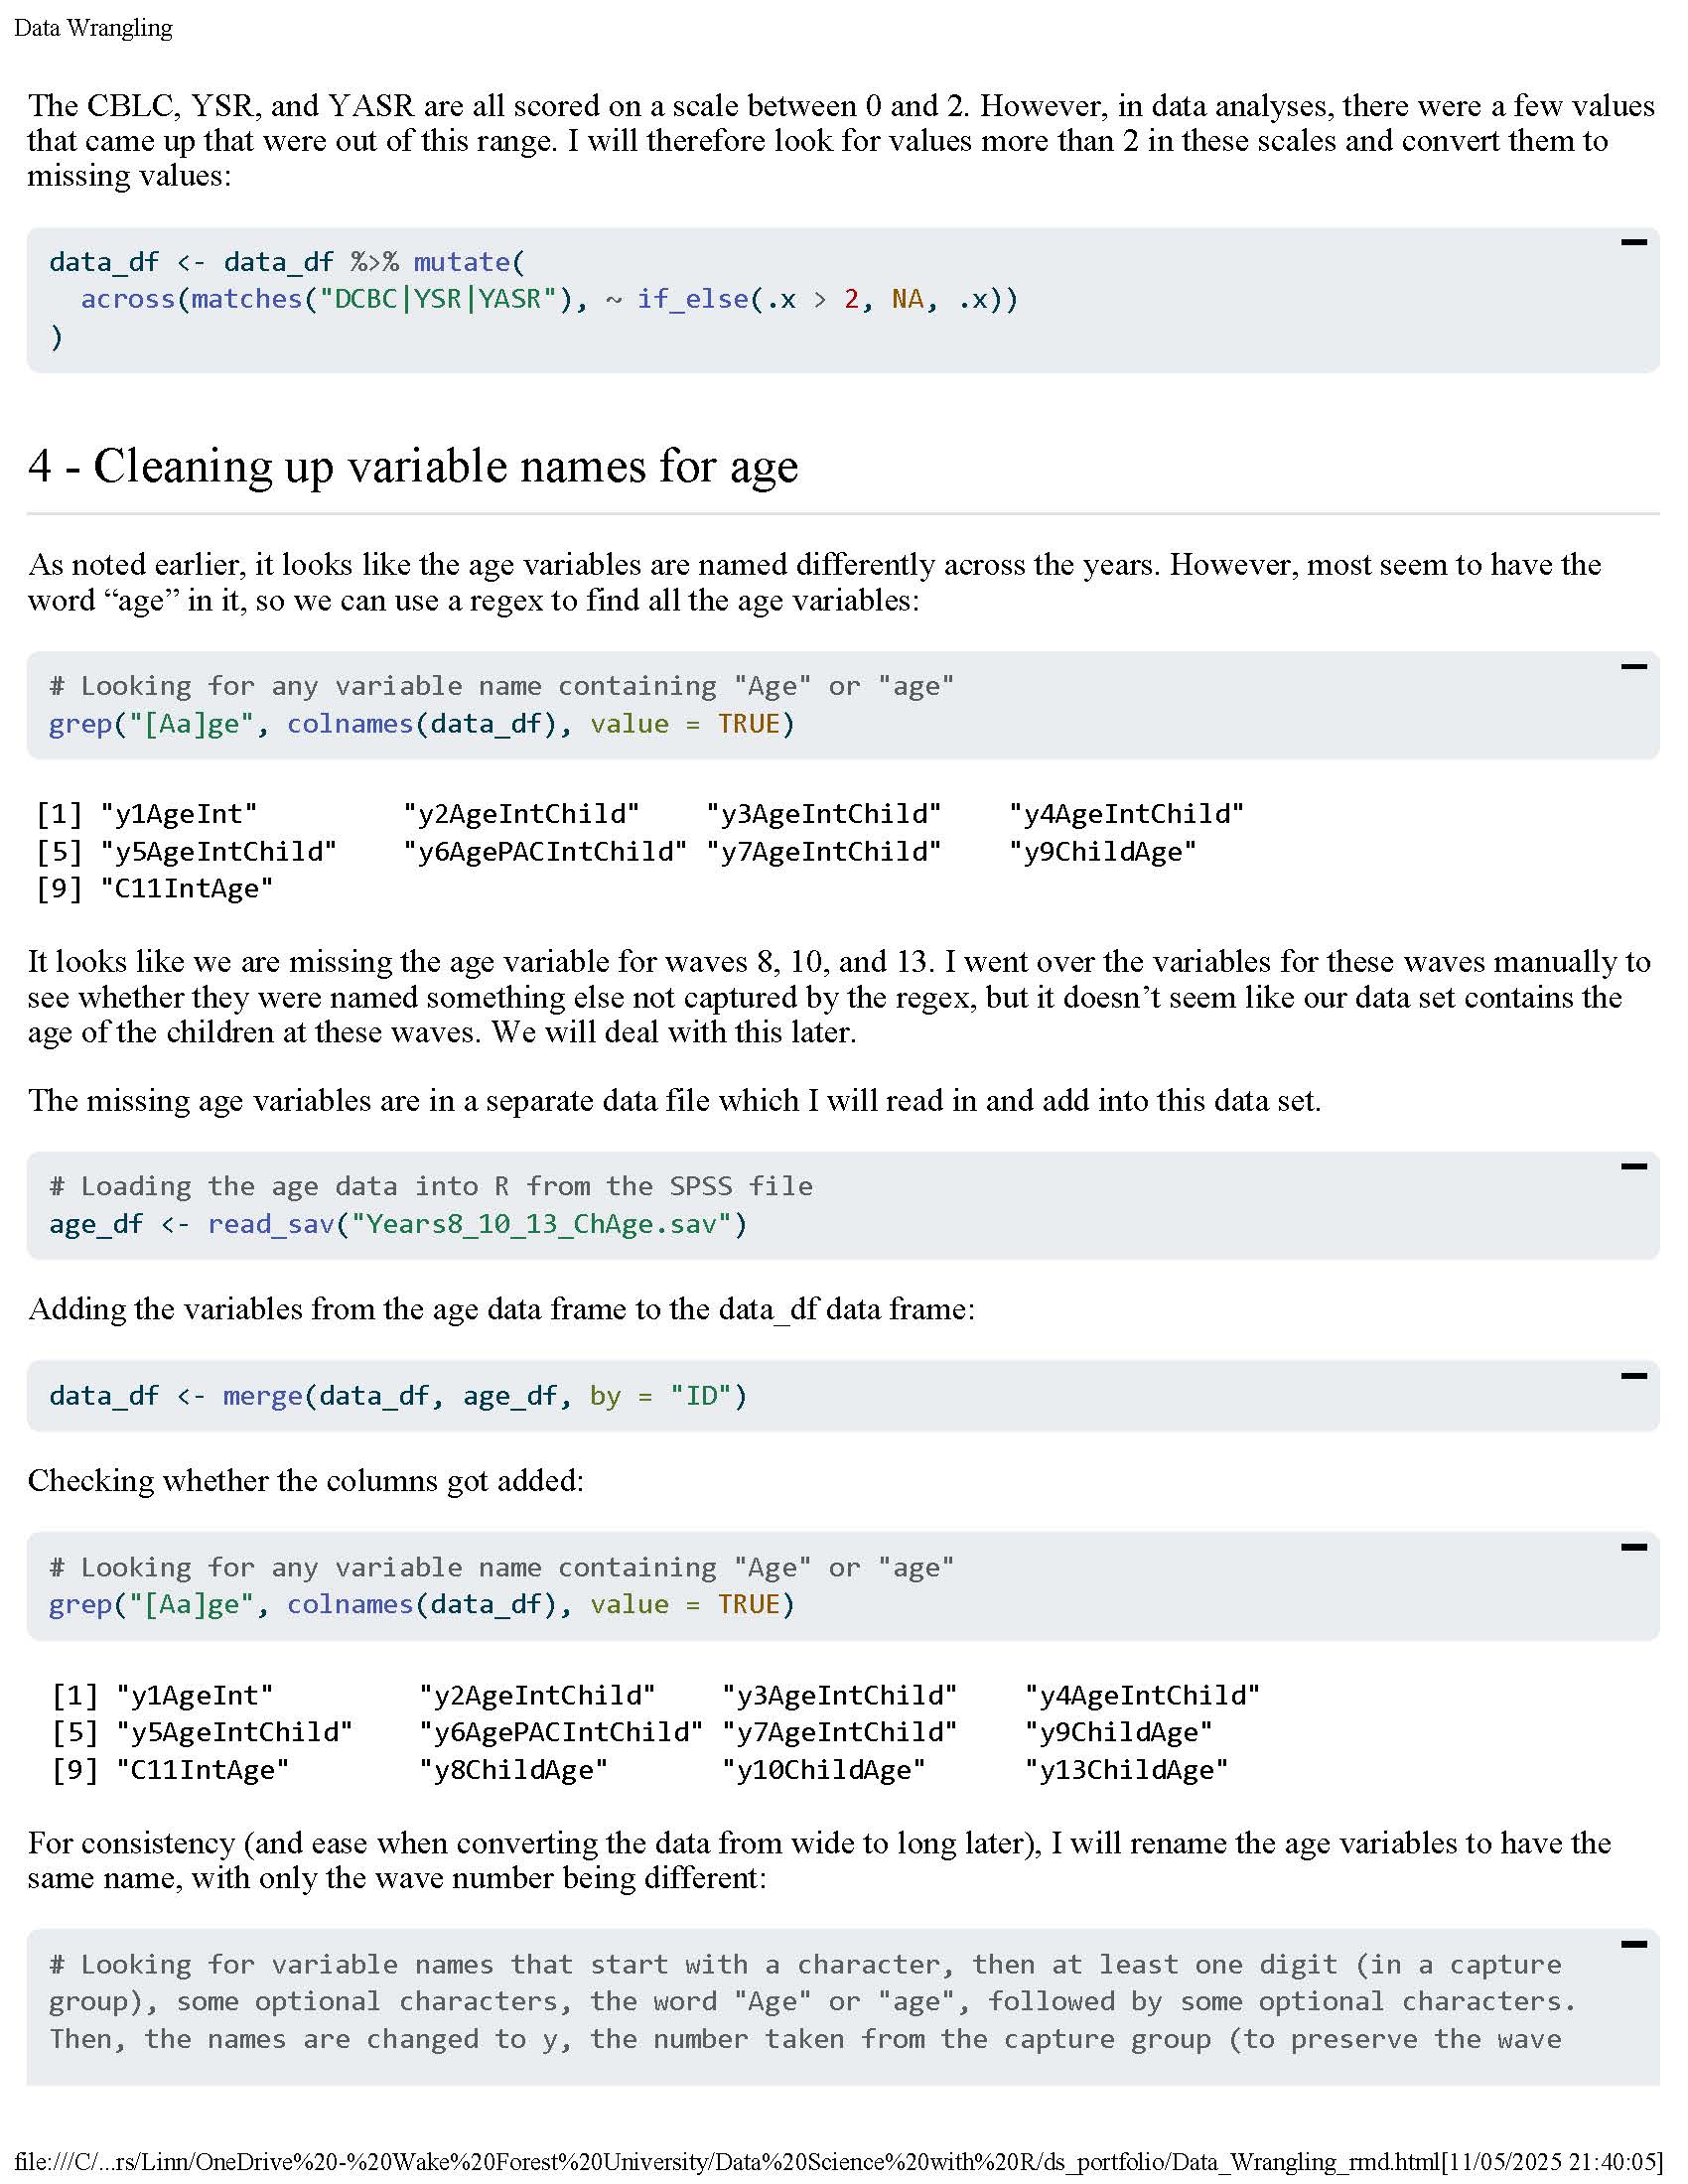 Data Wrangling
The CBLC, YSR, and YASR are all scored on a scale between 0 and 2. However, in data analyses, there were a few values
that came up that were out of this range. I will therefore look for values more than 2 in these scales and convert them to
missing values:
data_df <- data_df %>% mutate(
  across(matches("DCBC|YSR|YASR"), ~ if_else(.x > 2, NA, .x))
)
4 - Cleaning up variable names for age
As noted earlier, it looks like the age variables are named differently across the years. However, most seem to have the
word “age” in it, so we can use a regex to find all the age variables:
# Looking for any variable name containing "Age" or "age"
grep("[Aa]ge", colnames(data_df), value = TRUE)
[1] "y1AgeInt"         "y2AgeIntChild"    "y3AgeIntChild"    "y4AgeIntChild"
[5] "y5AgeIntChild"    "y6AgePACIntChild" "y7AgeIntChild"    "y9ChildAge"
[9] "C11IntAge"
It looks like we are missing the age variable for waves 8, 10, and 13. I went over the variables for these waves manually to
see whether they were named something else not captured by the regex, but it doesn’t seem like our data set contains the
age of the children at these waves. We will deal with this later.
The missing age variables are in a separate data file which I will read in and add into this data set.
# Loading the age data into R from the SPSS file
age_df <- read_sav("Years8_10_13_ChAge.sav")
Adding the variables from the age data frame to the data_df data frame:
data_df <- merge(data_df, age_df, by = "ID")
Checking whether the columns got added:
# Looking for any variable name containing "Age" or "age"
grep("[Aa]ge", colnames(data_df), value = TRUE)
[1] "y1AgeInt"         "y2AgeIntChild"    "y3AgeIntChild"    "y4AgeIntChild"
[5] "y5AgeIntChild"    "y6AgePACIntChild" "y7AgeIntChild"    "y9ChildAge"
[9] "C11IntAge"        "y8ChildAge"       "y10ChildAge"      "y13ChildAge"
For consistency (and ease when converting the data from wide to long later), I will rename the age variables to have the
same name, with only the wave number being different:
# Looking for variable names that start with a character, then at least one digit (in a capture
group), some optional characters, the word "Age" or "age", followed by some optional characters.
Then, the names are changed to y, the number taken from the capture group (to preserve the wave
file:///C/...rs/Linn/OneDrive%20-%20Wake%20Forest%20University/Data%20Science%20with%20R/ds_portfolio/Data_Wrangling_rmd.html[11/05/2025 21:40:05]